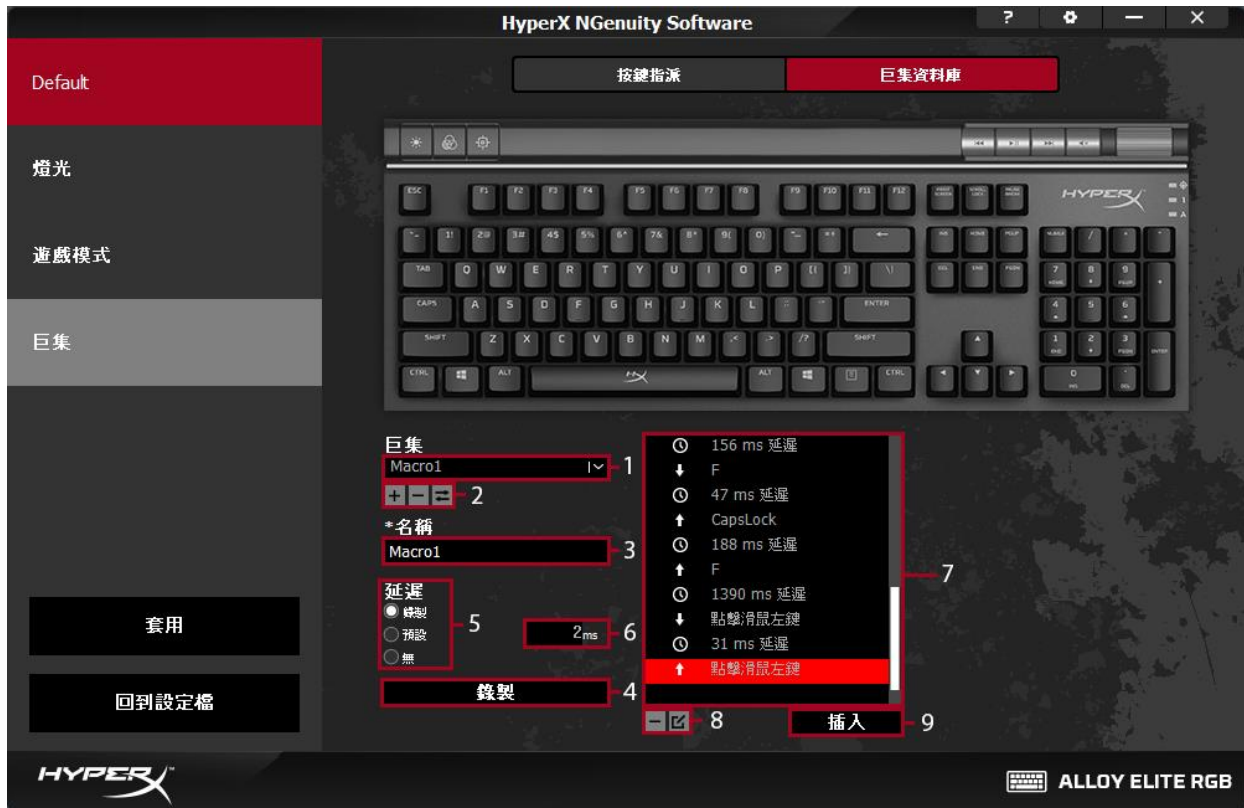 HyperX NGenuity Software
?
Default
按鍵指派
巨集資料庫
燈光
遊戲模式
巨集
套用
回到設定檔
ESC F1 F2 F3 F4 F5 F6 F7 F8 F9 F10 F11 F12
HYPERX
TAB Q W E R T Y U I O P
CAPS A S D F G H J K L ENTER
SHIFT Z X C V B N M SHIFT
CTRL ALT ALT CTRL
巨集
Macro1
1
2
*名稱
Macro1
3
延遲
錄製
預設
無
5
2ms
6
錄製
4
156 ms 延遲
F
47 ms 延遲
CapsLock
188 ms 延遲
F
1390 ms 延遲
點擊滑鼠左鍵
31 ms 延遲
點擊滑鼠左鍵
7
8
插入
9
HYPERX
ALLOY ELITE RGB